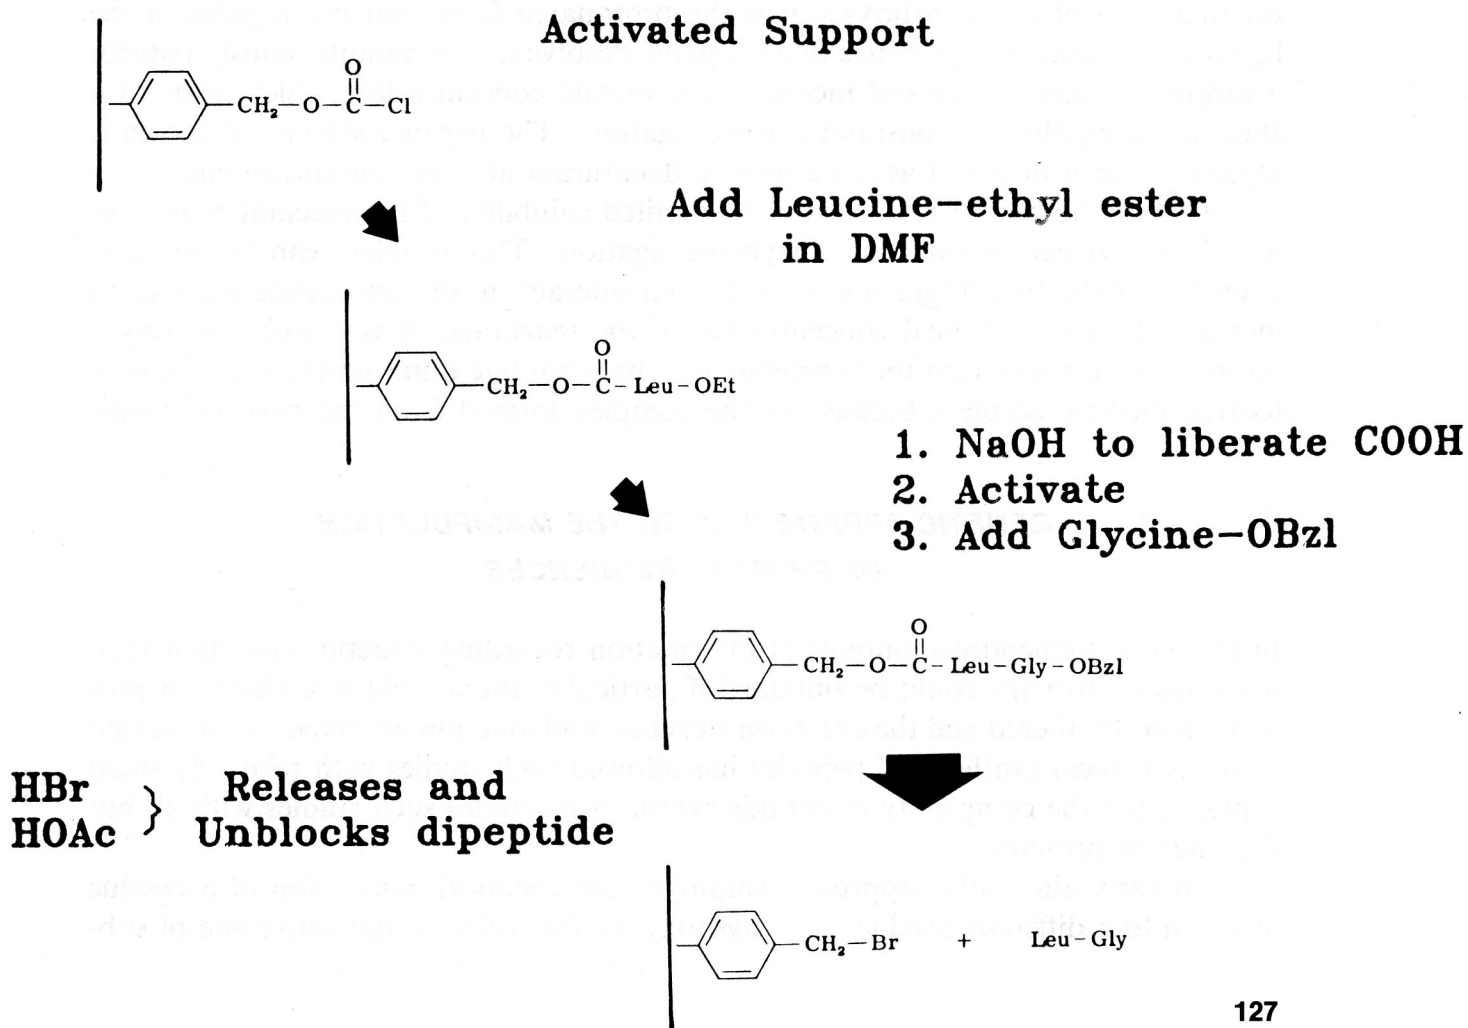 Activated Support
O
CH₂—O—C—Cl
Add Leucine-ethyl ester
in DMF
O
CH₂—O—C-Leu-OEt
1. NaOH to liberate COOH
2. Activate
3. Add Glycine-OBzl
O
CH₂—O—C-Leu-Gly-OBzl
HBr
HOAc } Releases and
Unblocks dipeptide
CH₂—Br + Leu-Gly
127